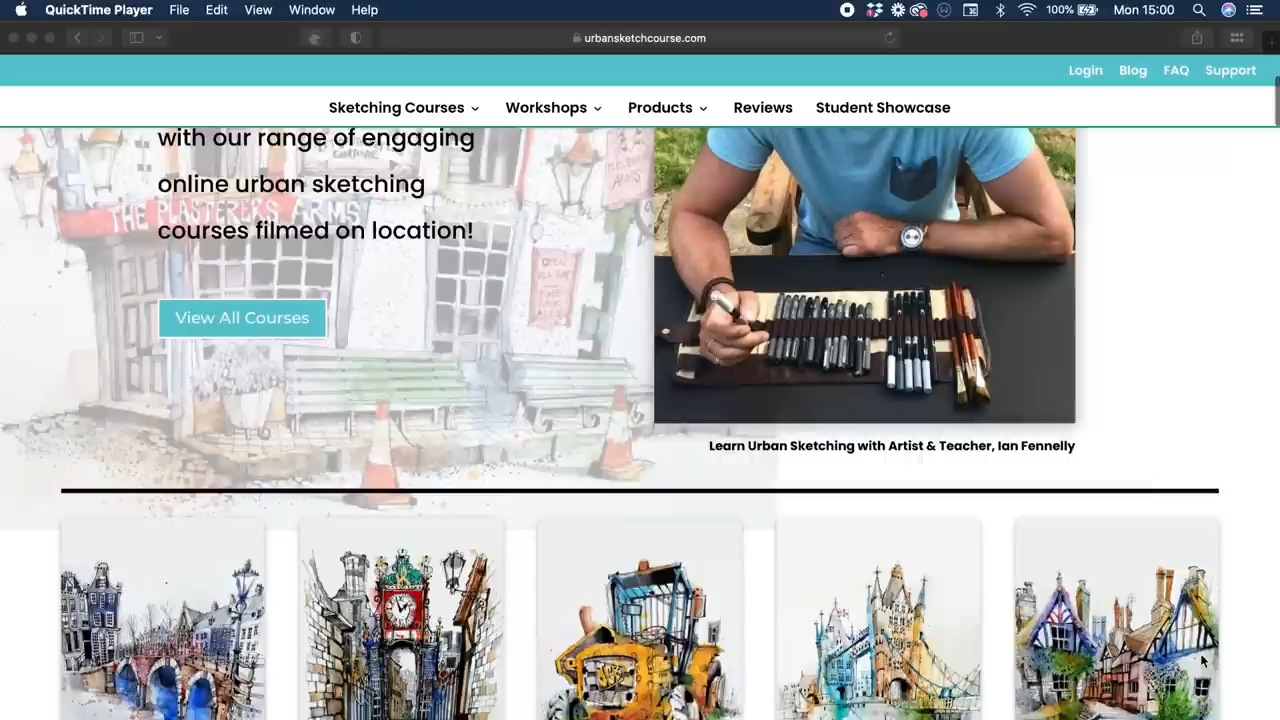 QuickTime Player File Edit View Window Help 100% Mon 15:00
urbansketchcourse.com
Login Blog FAQ Support
Sketching Courses Workshops Products Reviews Student Showcase
with our range of engaging
online urban sketching
courses filmed on location!
THE PLASTERERS ARMS
View All Courses
Learn Urban Sketching with Artist & Teacher, Ian Fennelly